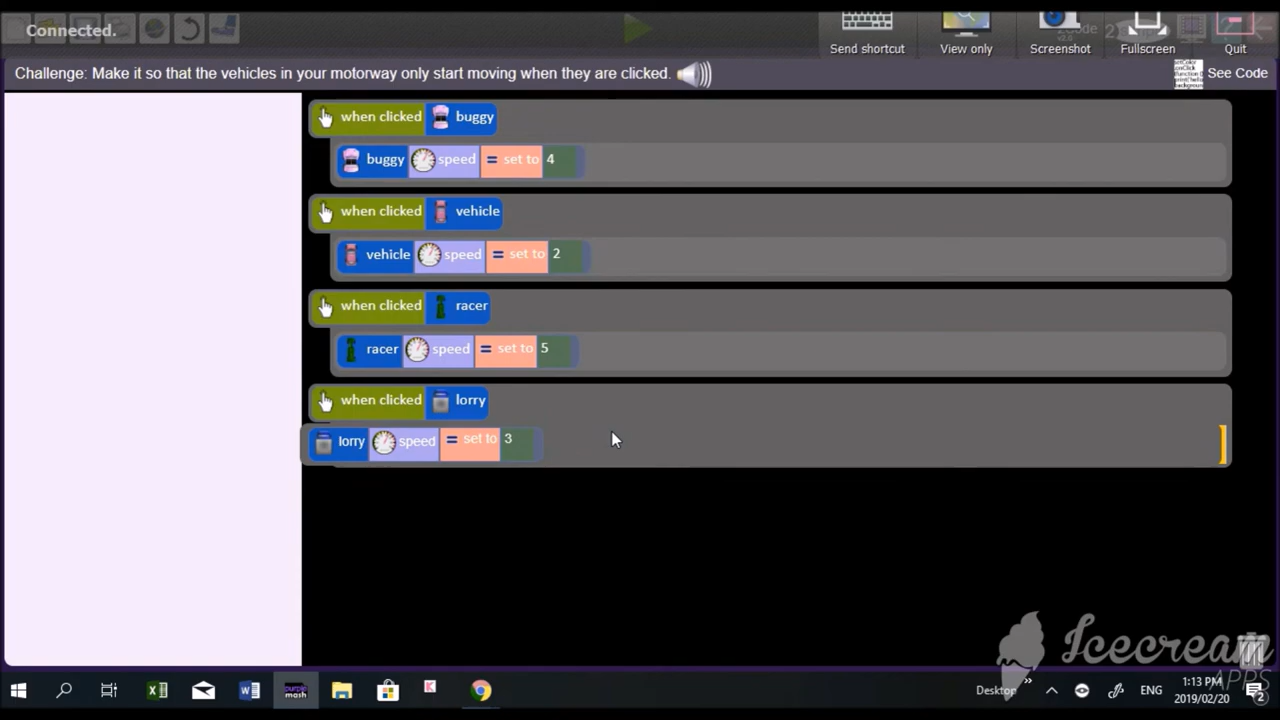 Connected.
Send shortcut
View only
Screenshot
Fullscreen
Quit
Challenge: Make it so that the vehicles in your motorway only start moving when they are clicked.
See Code
when clicked buggy
buggy speed = set to 4
when clicked vehicle
vehicle speed = set to 2
when clicked racer
racer speed = set to 5
when clicked lorry
lorry speed = set to 3
Icecream
APPS
purple
mash
Desktop
ENG
1:13 PM
2019/02/20
2